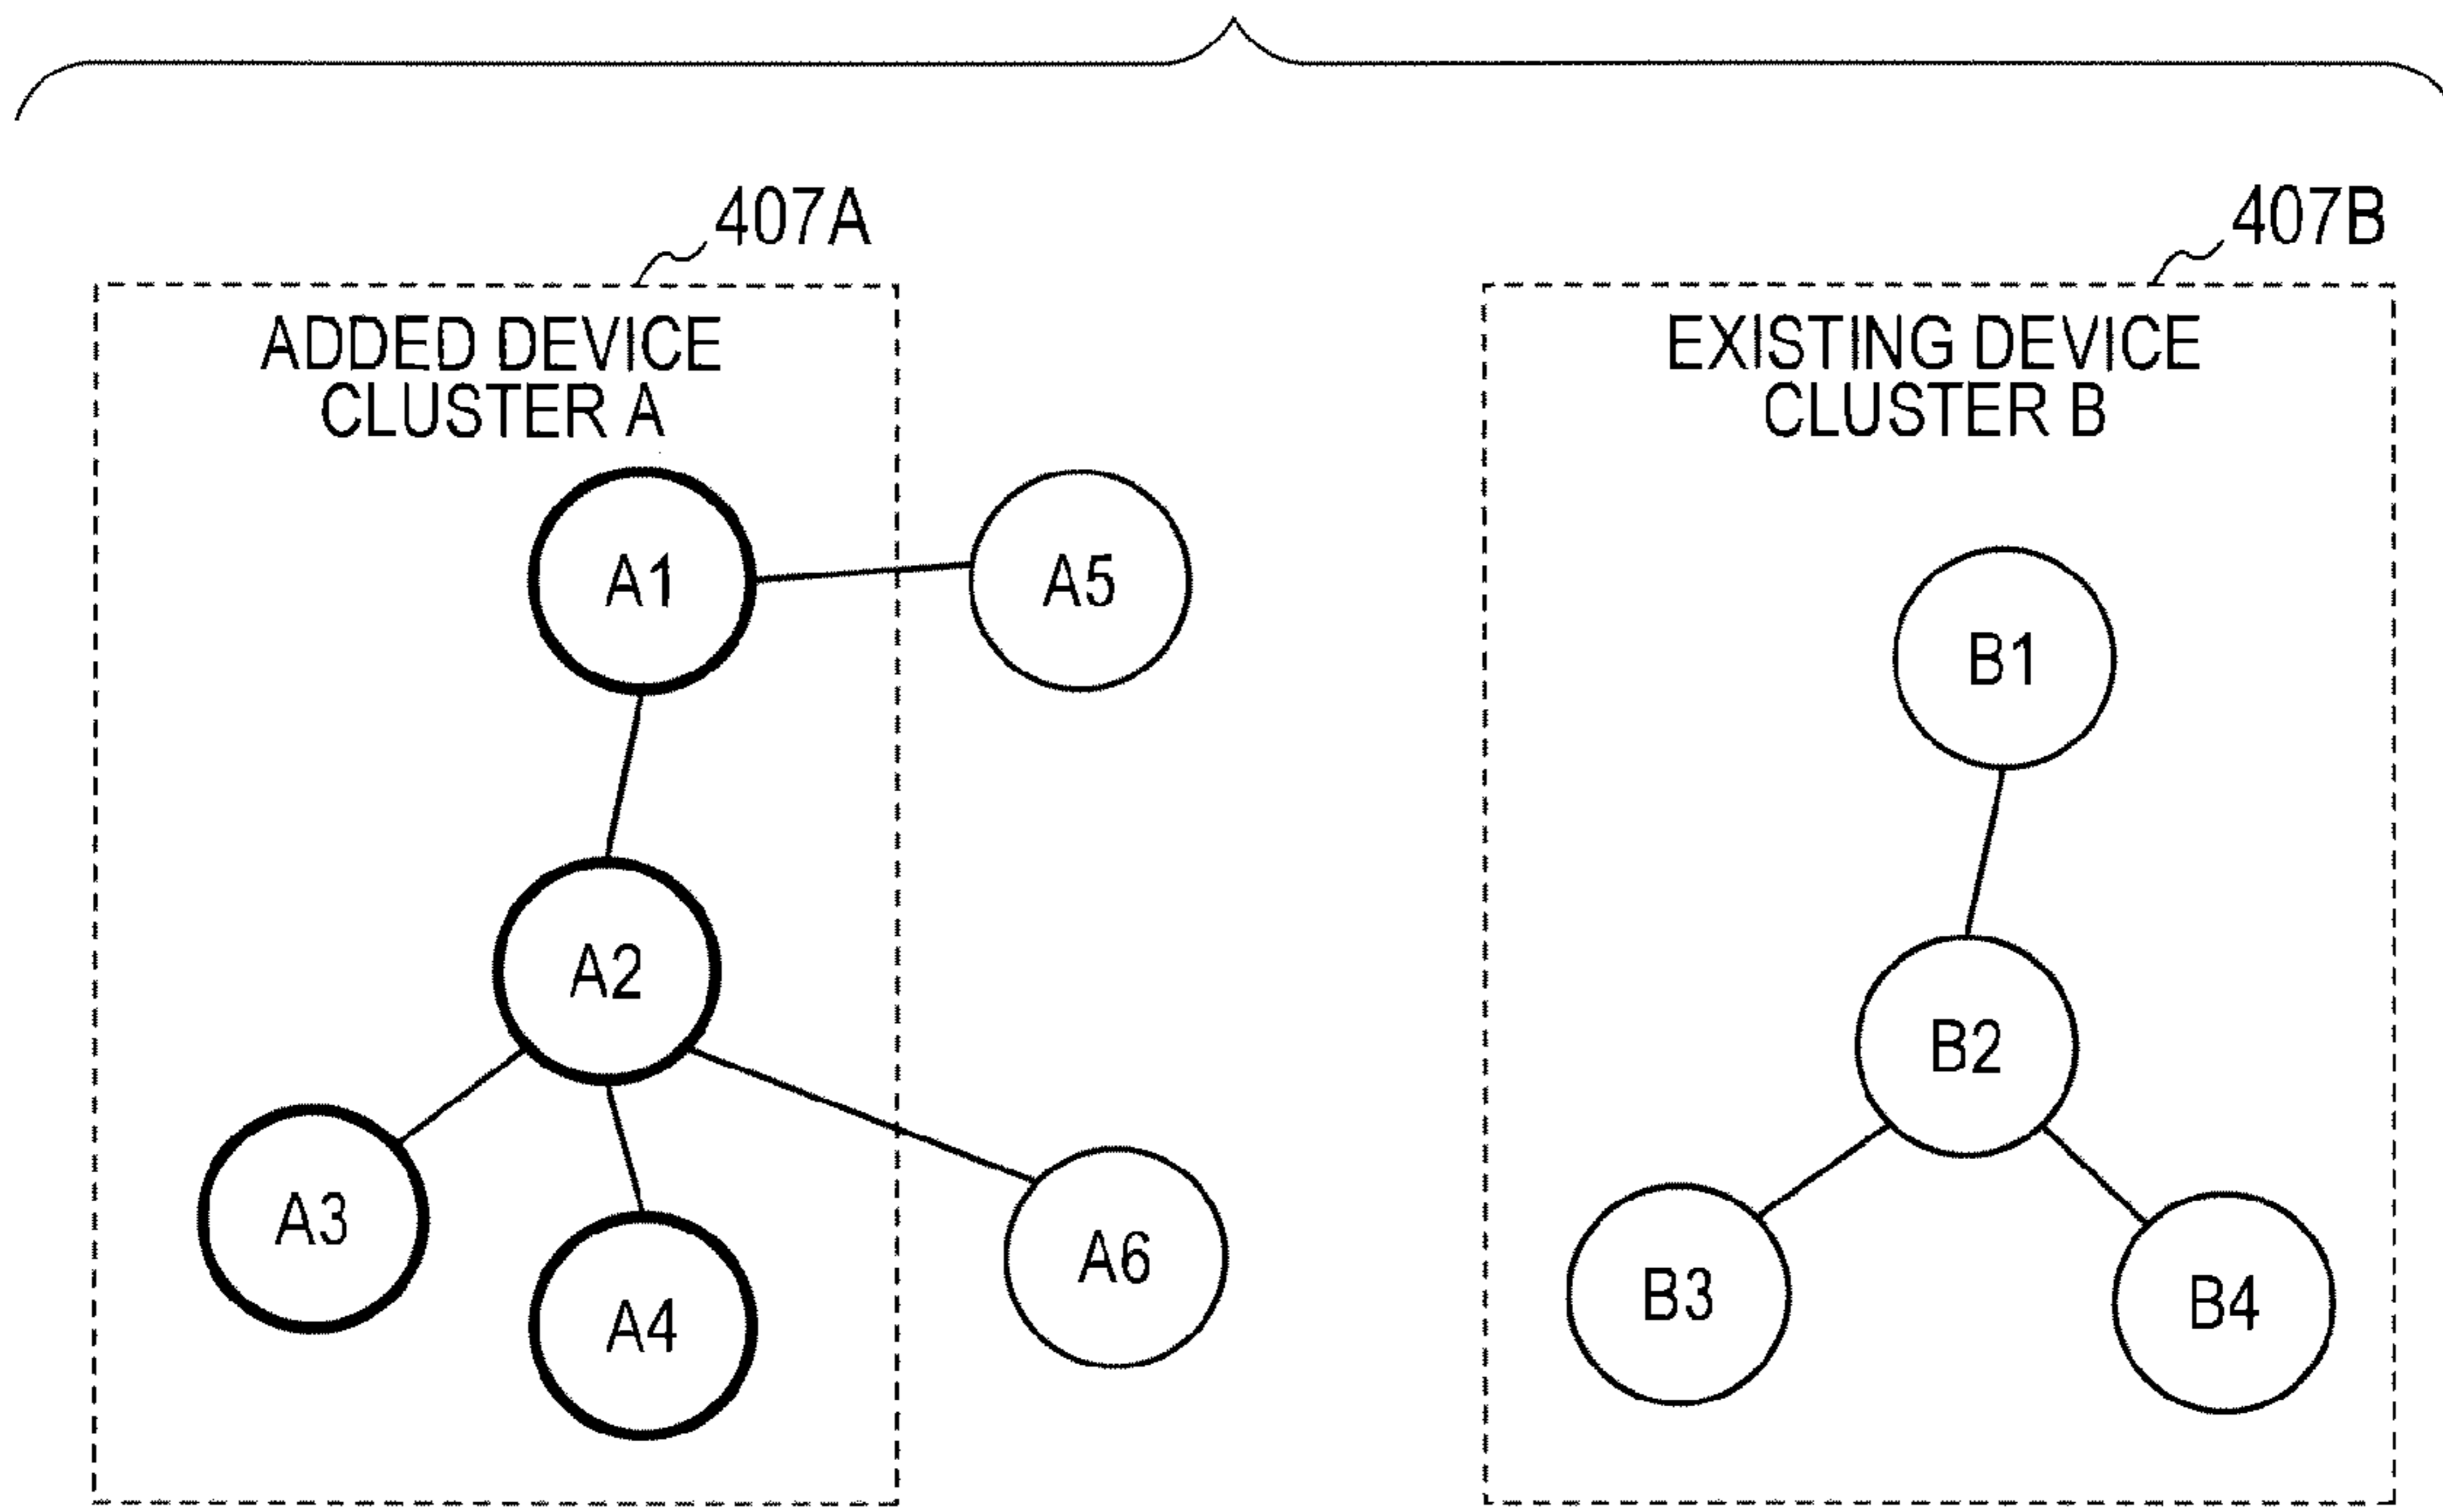 407A
407B
ADDED DEVICE
CLUSTER A
EXISTING DEVICE
CLUSTER B
A1
A5
B1
A2
B2
A3
A4
A6
B3
B4